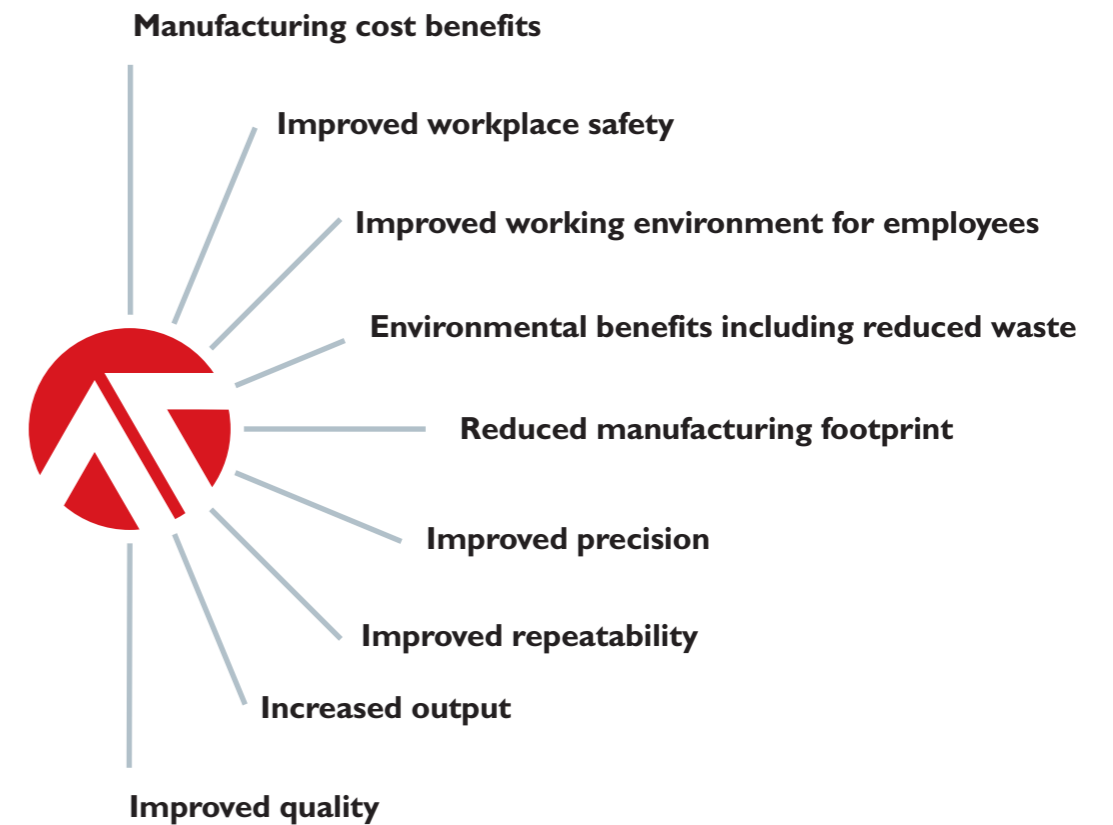 Manufacturing cost benefits
Improved workplace safety
Improved working environment for employees
Environmental benefits including reduced waste
Reduced manufacturing footprint
Improved precision
Improved repeatability
Increased output
Improved quality